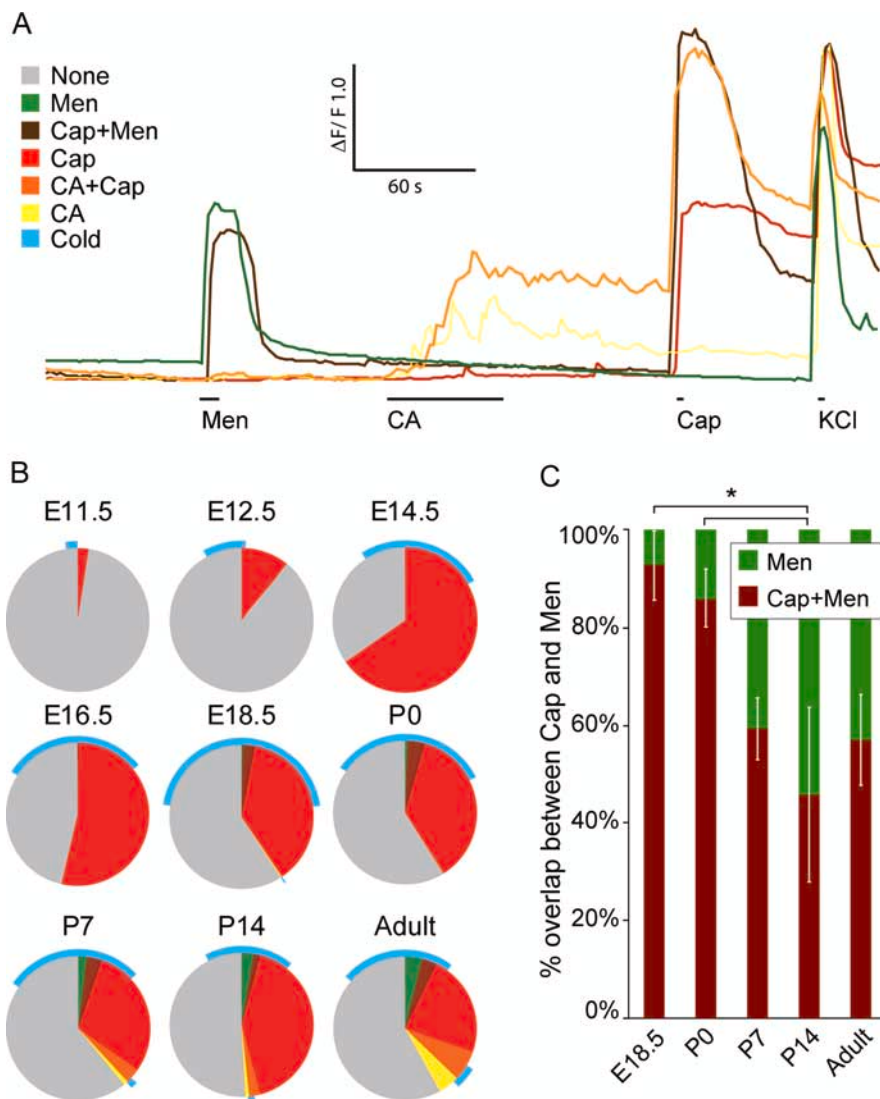 A
None
Men
Cap+Men
Cap
CA+Cap
CA
Cold
ΔF/ F 1.0
60 s
Men
CA
Cap
KCl
B
E11.5
E12.5
E14.5
E16.5
E18.5
P0
P7
P14
Adult
C
*
100%
80%
60%
40%
20%
0%
% overlap between Cap and Men
Men
Cap+Men
E18.5
P0
P7
P14
Adult